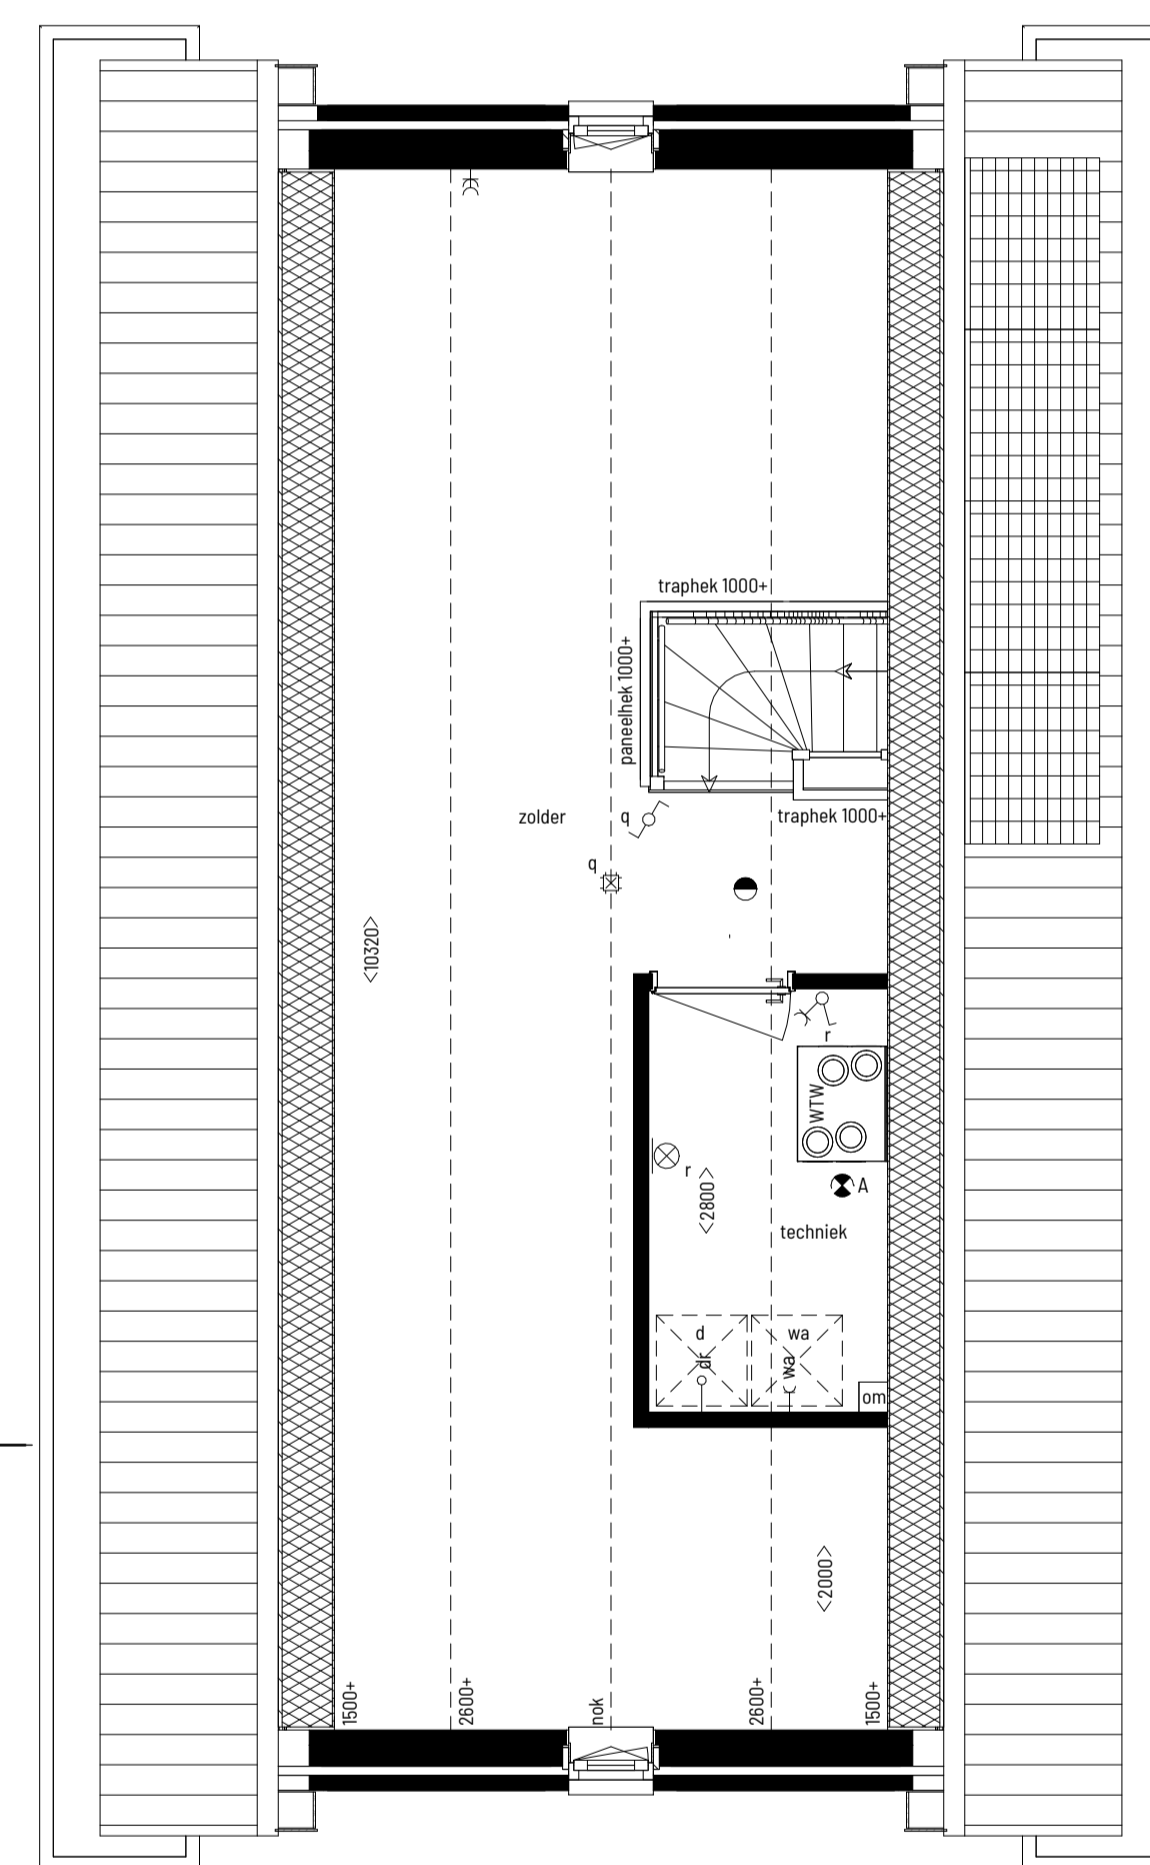 traphek 1000+
paneelhek 1000+
zolder
q
traphek 1000+
q
<10320>
r
WTW
r
<2800>
A
techniek
d
dr
wa
wa
om
<2000>
1500+
2600+
nok
2600+
1500+